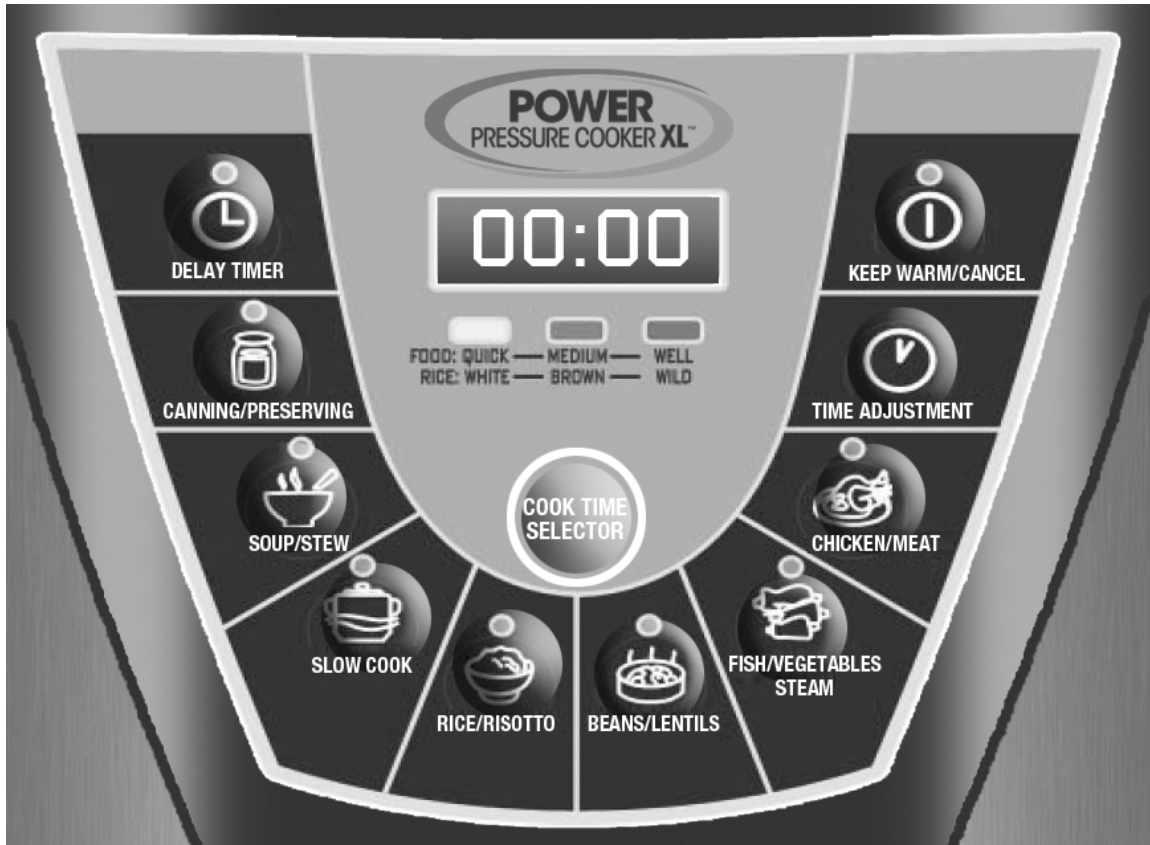 POWER
PRESSURE COOKER XL™
00:00
DELAY TIMER
KEEP WARM/CANCEL
FOOD: QUICK — MEDIUM — WELL
RICE: WHITE — BROWN — WILD
CANNING/PRESERVING
TIME ADJUSTMENT
COOK TIME
SELECTOR
SOUP/STEW
CHICKEN/MEAT
SLOW COOK
FISH/VEGETABLES
STEAM
RICE/RISOTTO
BEANS/LENTILS